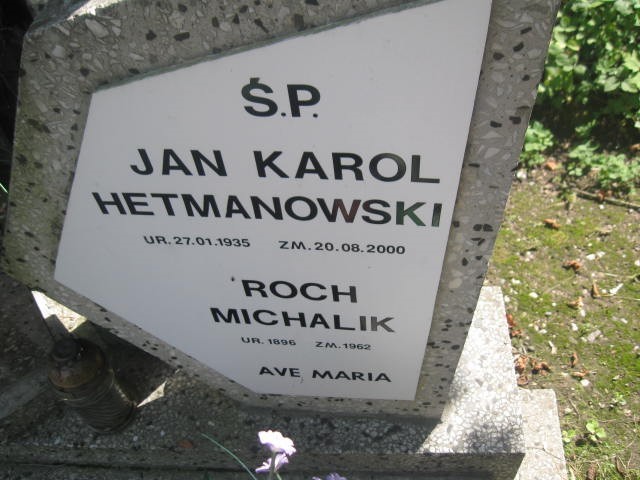 Ś.P.
JAN KAROL
HETMANOWSKI
UR. 27.01.1935 ZM. 20.08.2000
ROCH
MICHALIK
UR. 1896 ZM. 1962
AVE MARIA